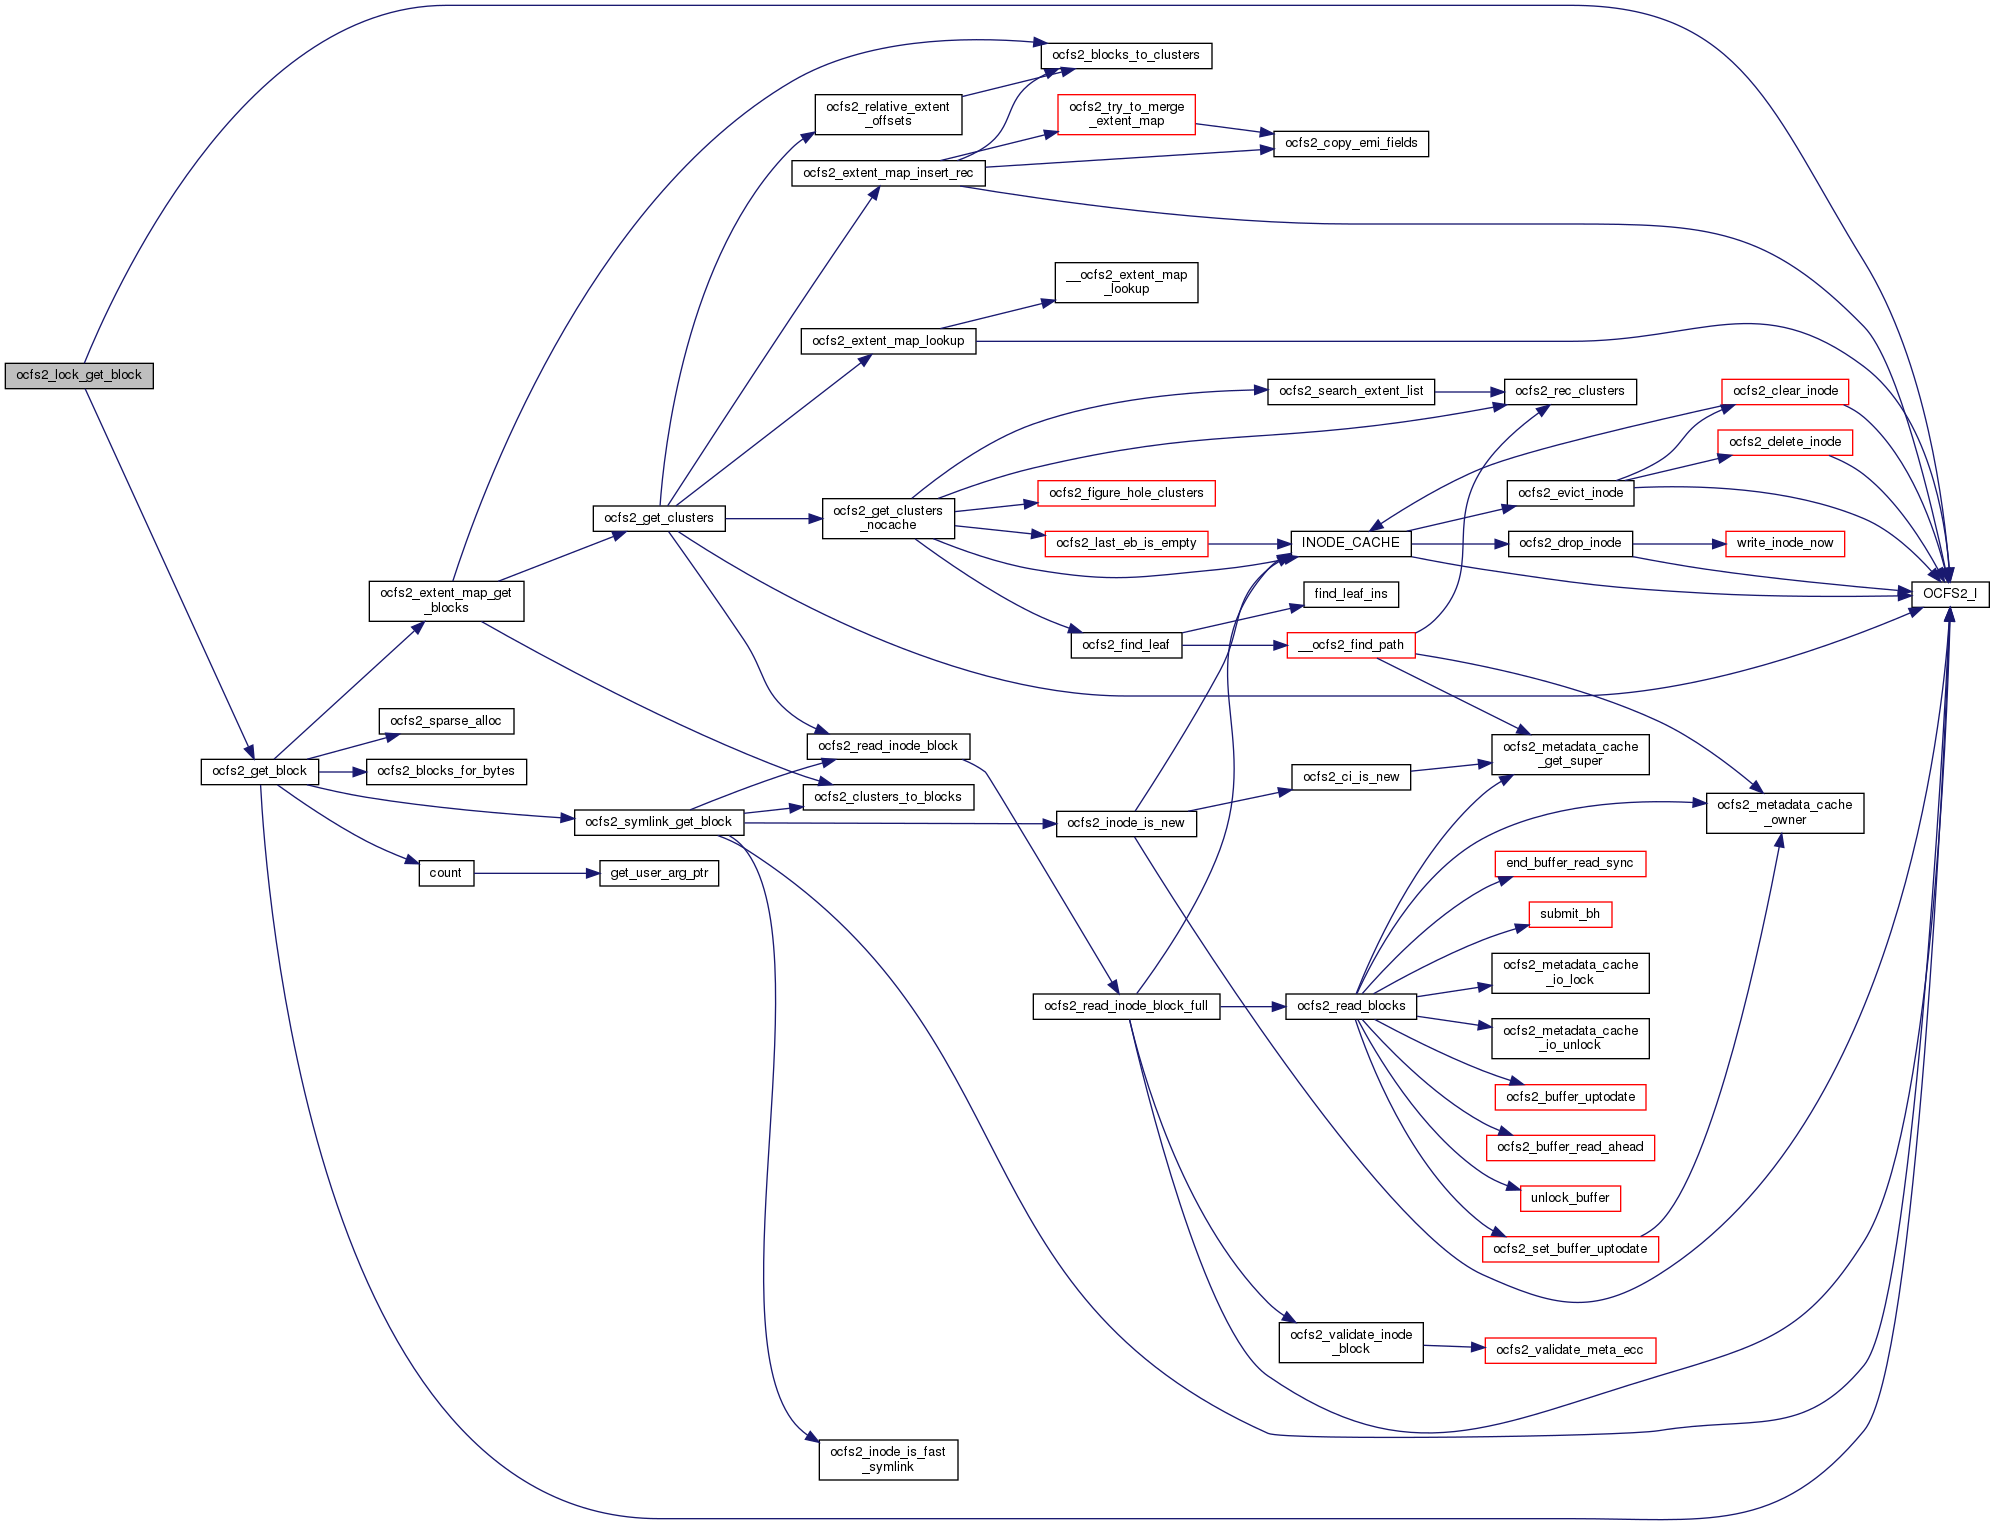 ocfs2_lock_get_block
ocfs2_get_block
ocfs2_extent_map_get
_blocks
ocfs2_sparse_alloc
ocfs2_blocks_for_bytes
count
ocfs2_get_clusters
ocfs2_symlink_get_block
get_user_arg_ptr
ocfs2_relative_extent
_offsets
ocfs2_extent_map_insert_rec
ocfs2_extent_map_lookup
ocfs2_get_clusters
_nocache
ocfs2_read_inode_block
ocfs2_clusters_to_blocks
ocfs2_inode_is_fast
_symlink
ocfs2_blocks_to_clusters
ocfs2_try_to_merge
_extent_map
__ocfs2_extent_map
_lookup
ocfs2_figure_hole_clusters
ocfs2_last_eb_is_empty
ocfs2_find_leaf
ocfs2_inode_is_new
ocfs2_read_inode_block_full
ocfs2_copy_emi_fields
ocfs2_search_extent_list
INODE_CACHE
find_leaf_ins
__ocfs2_find_path
ocfs2_ci_is_new
ocfs2_read_blocks
ocfs2_validate_inode
_block
ocfs2_rec_clusters
ocfs2_evict_inode
ocfs2_drop_inode
ocfs2_metadata_cache
_get_super
end_buffer_read_sync
submit_bh
ocfs2_metadata_cache
_io_lock
ocfs2_metadata_cache
_io_unlock
ocfs2_buffer_uptodate
ocfs2_buffer_read_ahead
unlock_buffer
ocfs2_set_buffer_uptodate
ocfs2_validate_meta_ecc
ocfs2_clear_inode
ocfs2_delete_inode
write_inode_now
ocfs2_metadata_cache
_owner
OCFS2_I